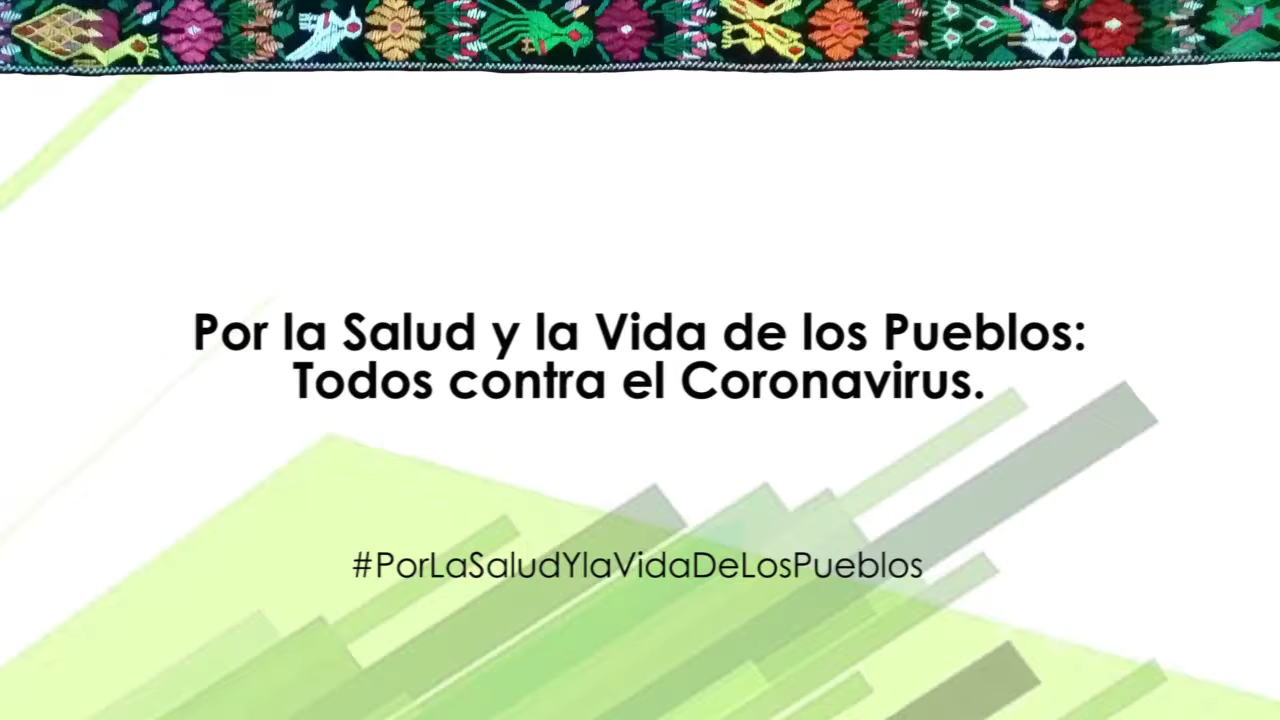 Por la Salud y la Vida de los Pueblos:
Todos contra el Coronavirus.
#PorLaSaludYlaVidaDeLosPueblos